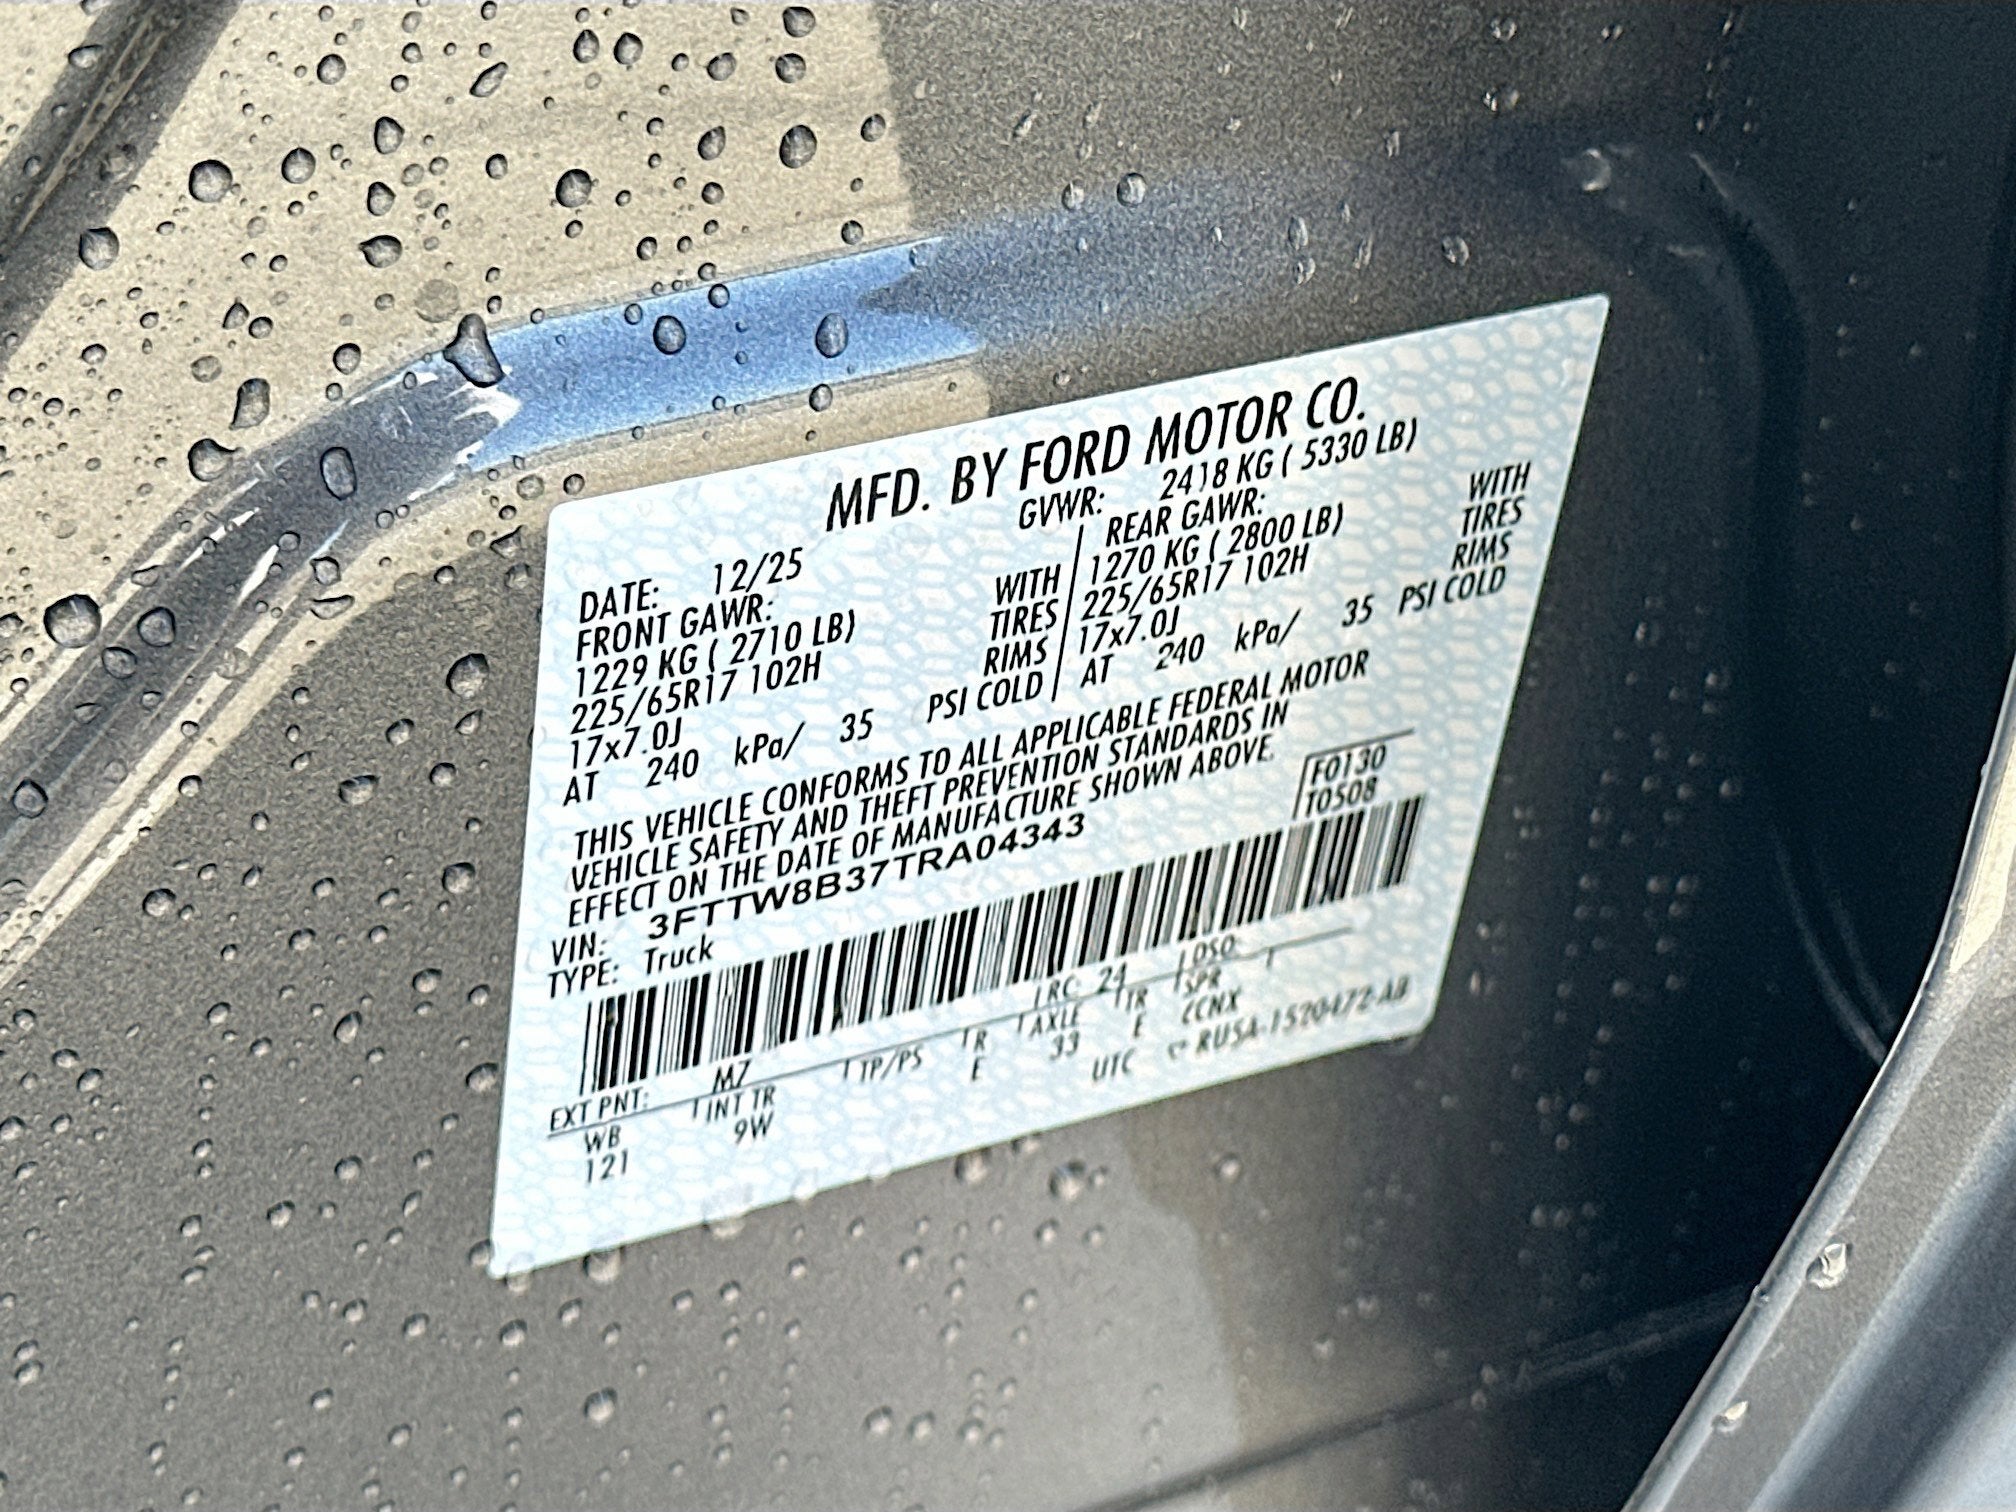 MFD. BY FORD MOTOR CO.
DATE: 12/25 GVWR: 2418 KG ( 5330 LB)
FRONT GAWR: REAR GAWR:
1229 KG ( 2710 LB) WITH 1270 KG ( 2800 LB) WITH
225/65R17 102H TIRES 225/65R17 102H TIRES
17x7.0J RIMS 17x7.0J RIMS
AT 240 kPa/ 35 PSI COLD AT 240 kPa/ 35 PSI COLD
THIS VEHICLE CONFORMS TO ALL APPLICABLE FEDERAL MOTOR
VEHICLE SAFETY AND THEFT PREVENTION STANDARDS IN
EFFECT ON THE DATE OF MANUFACTURE SHOWN ABOVE.
VIN: 3FTTW8B37TRA04343 F0130
TYPE: Truck T0508
EXT PNT: M7 RC: 24 DSO:
WB INT TR TP/PS R AXLE TR SPR
121 9W E 33 E CCNX
UTC RUSA-1520472-AB